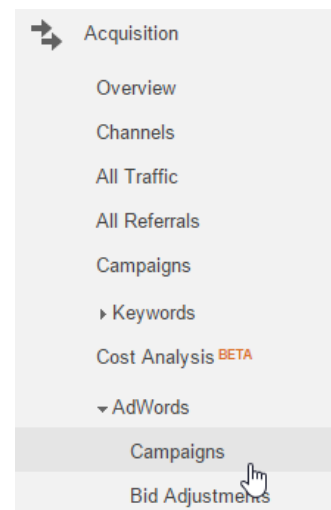 Acquisition
Overview
Channels
All Traffic
All Referrals
Campaigns
Keywords
Cost Analysis BETA
AdWords
Campaigns
Bid Adjustments